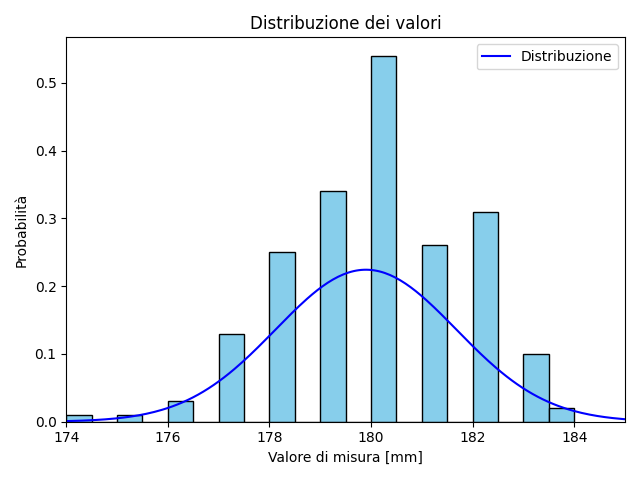 Distribuzione dei valori
Distribuzione
Probabilità
0.5
0.4
0.3
0.2
0.1
0.0
174 176 178 180 182 184
Valore di misura [mm]